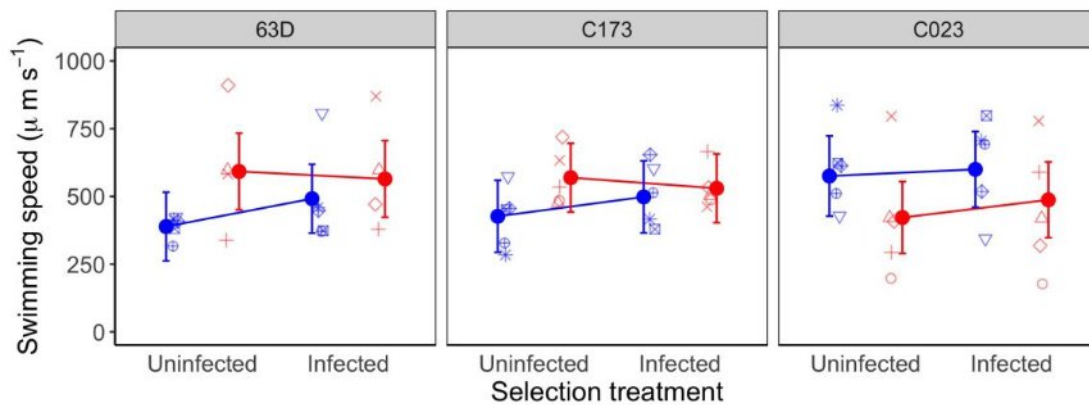 63D C173 C023
Swimming speed (μ m s⁻¹)
1000
750
500
250
0
Uninfected Infected Uninfected Infected Uninfected Infected
Selection treatment